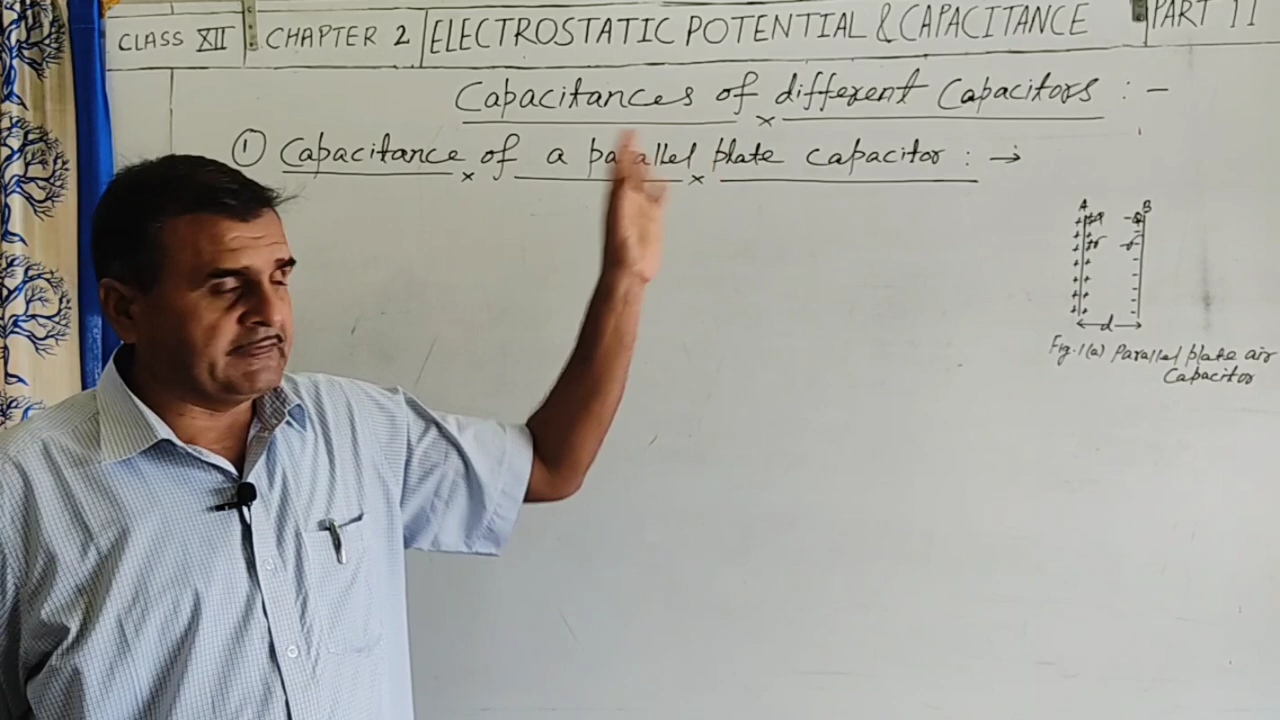 CLASS XII CHAPTER 2 ELECTROSTATIC POTENTIAL & CAPACITANCE PART 11
Capacitances of different Capacitors : -
① Capacitance of a parallel plate capacitor : →
A B
+Q -Q
+σ -σ
d
Fig. 1(a) Parallel plate air
Capacitor